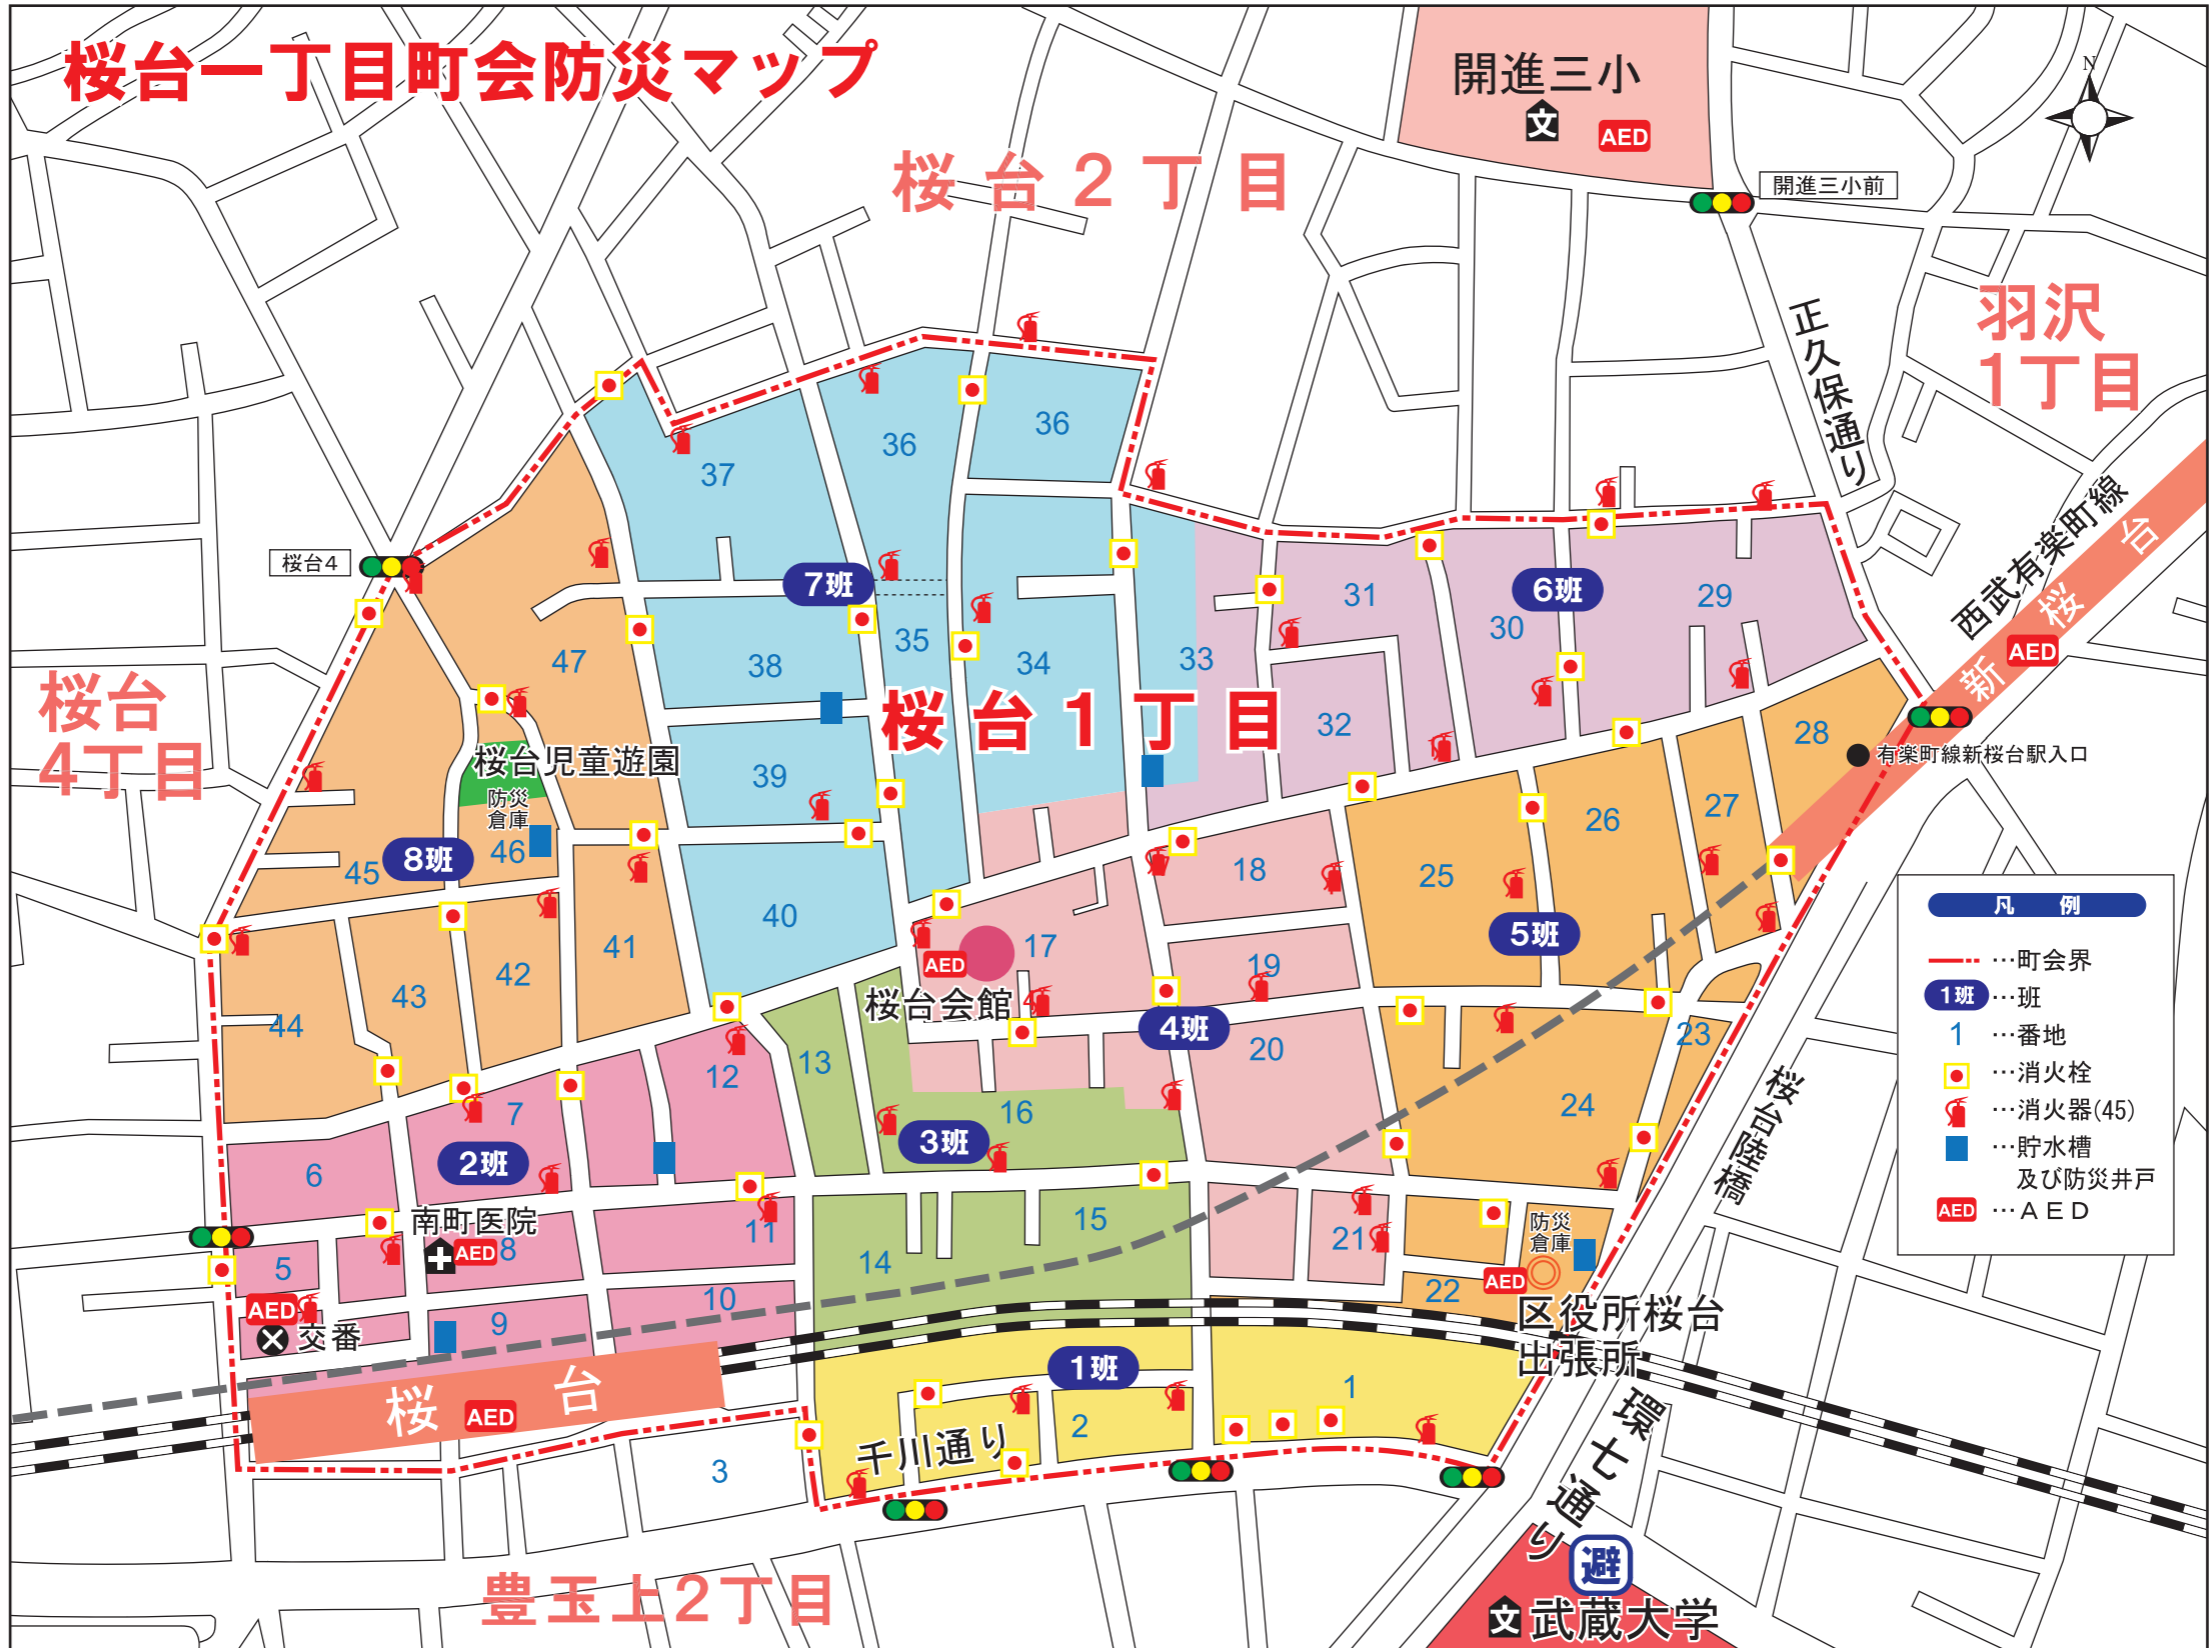 桜台一丁目町会防災マップ
開進三小
文
AED
桜台2丁目
開進三小前
N
羽沢
1丁目
正久保通り
西武有楽町線
新桜台
AED
有楽町線新桜台駅入口
桜台4
桜台
4丁目
桜台1丁目
36
36
37
7班
47
38
35
34
33
31
30
6班
29
32
28
39
桜台児童遊園
防災
倉庫
46
8班
45
40
41
42
43
44
18
17
AED
桜台会館
19
4班
20
25
26
27
5班
23
24
13
12
7
2班
6
16
3班
15
14
南町医院
AED
8
11
5
AED
交番
9
10
21
22
防災
倉庫
AED
区役所桜台
出張所
桜台陸橋
桜台
AED
1班
1
2
3
千川通り
環七通り
豊玉上2丁目
避
文
武蔵大学
凡例
…町会界
1班…班
1…番地
…消火栓
…消火器(45)
…貯水槽
及び防災井戸
AED…AED